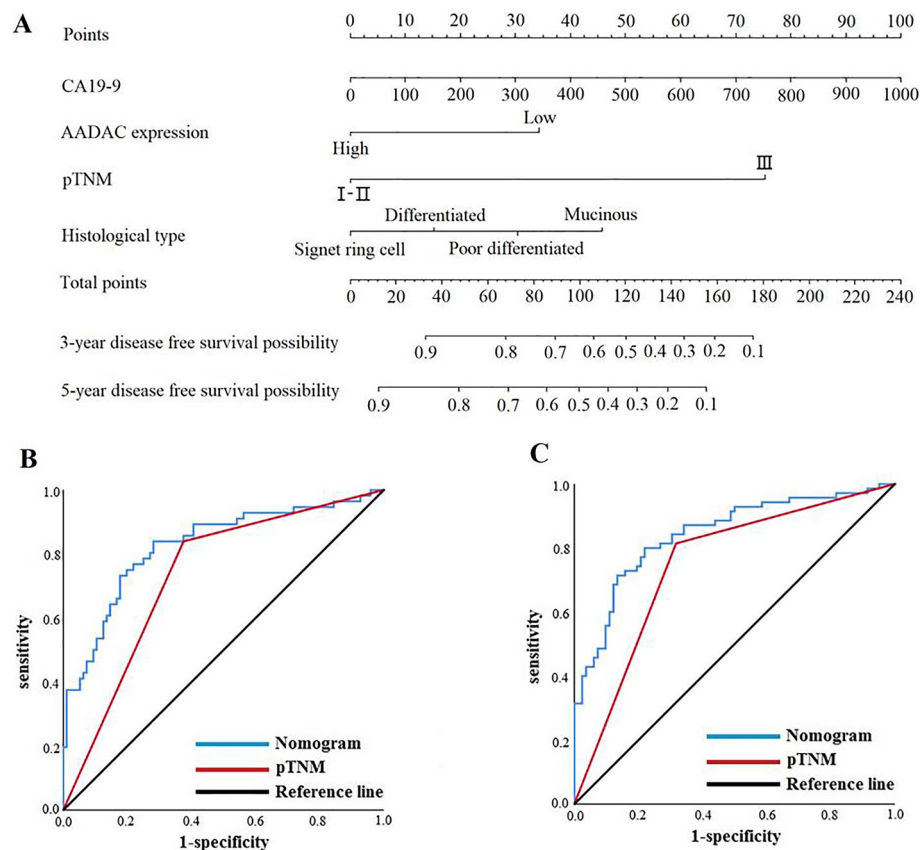 A
Points
0 10 20 30 40 50 60 70 80 90 100
CA19-9
0 100 200 300 400 500 600 700 800 900 1000
AADAC expression
Low
High
pTNM
III
I-II
Histological type
Differentiated Mucinous
Signet ring cell Poor differentiated
Total points
0 20 40 60 80 100 120 140 160 180 200 220 240
3-year disease free survival possibility
0.9 0.8 0.7 0.6 0.5 0.4 0.3 0.2 0.1
5-year disease free survival possibility
0.9 0.8 0.7 0.6 0.5 0.4 0.3 0.2 0.1
B
1.0
0.8
0.6
0.4
0.2
0.0
sensitivity
Nomogram
pTNM
Reference line
0.0 0.2 0.4 0.6 0.8 1.0
1-specificity
C
1.0
0.8
0.6
0.4
0.2
0.0
sensitivity
Nomogram
pTNM
Reference line
0.0 0.2 0.4 0.6 0.8 1.0
1-specificity